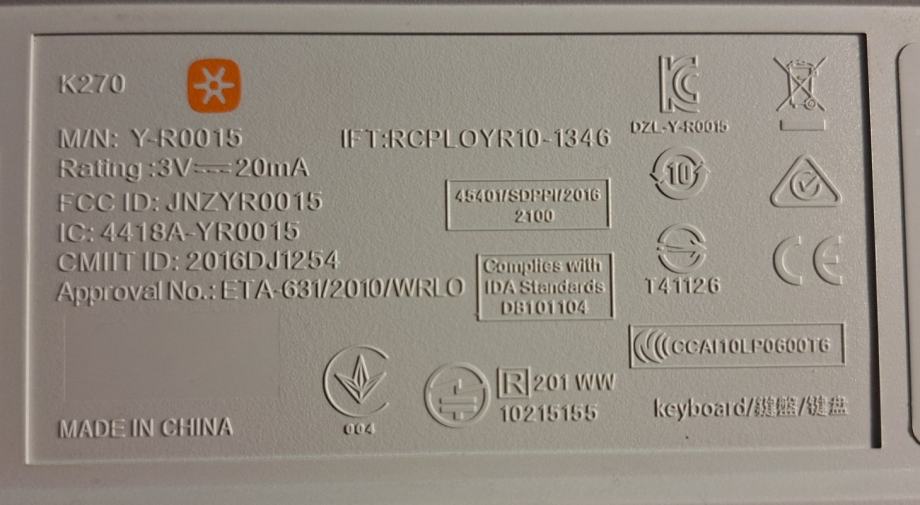 K270
M/N: Y-R0015
Rating :3V⎓20mA
FCC ID: JNZYR0015
IC: 4418A-YR0015
CMIIT ID: 2016DJ1254
Approval No.: ETA-631/2010/WRLO
MADE IN CHINA
IFT:RCPLOYR10-1346
45401/SDPPI/2016
2100
Complies with
IDA Standards
DB101104
004
R 201 WW
10215155
KC
DZL-Y-R0015
10
T41126
CE
CCAI10LP0600T6
keyboard/鍵盤/键盘